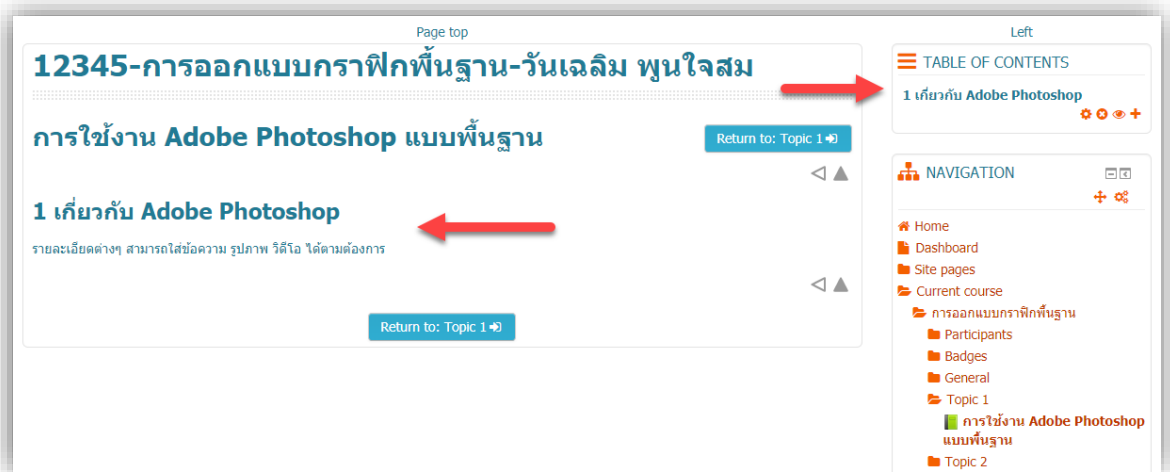 Page top
12345-การออกแบบกราฟิกพื้นฐาน-วันเฉลิม พูนใจสม
การใช้งาน Adobe Photoshop แบบพื้นฐาน
Return to: Topic 1
1 เกี่ยวกับ Adobe Photoshop
รายละเอียดต่างๆ สามารถใส่ข้อความ รูปภาพ วิดีโอ ได้ตามต้องการ
Return to: Topic 1
Left
TABLE OF CONTENTS
1 เกี่ยวกับ Adobe Photoshop
NAVIGATION
Home
Dashboard
Site pages
Current course
การออกแบบกราฟิกพื้นฐาน
Participants
Badges
General
Topic 1
การใช้งาน Adobe Photoshop
แบบพื้นฐาน
Topic 2